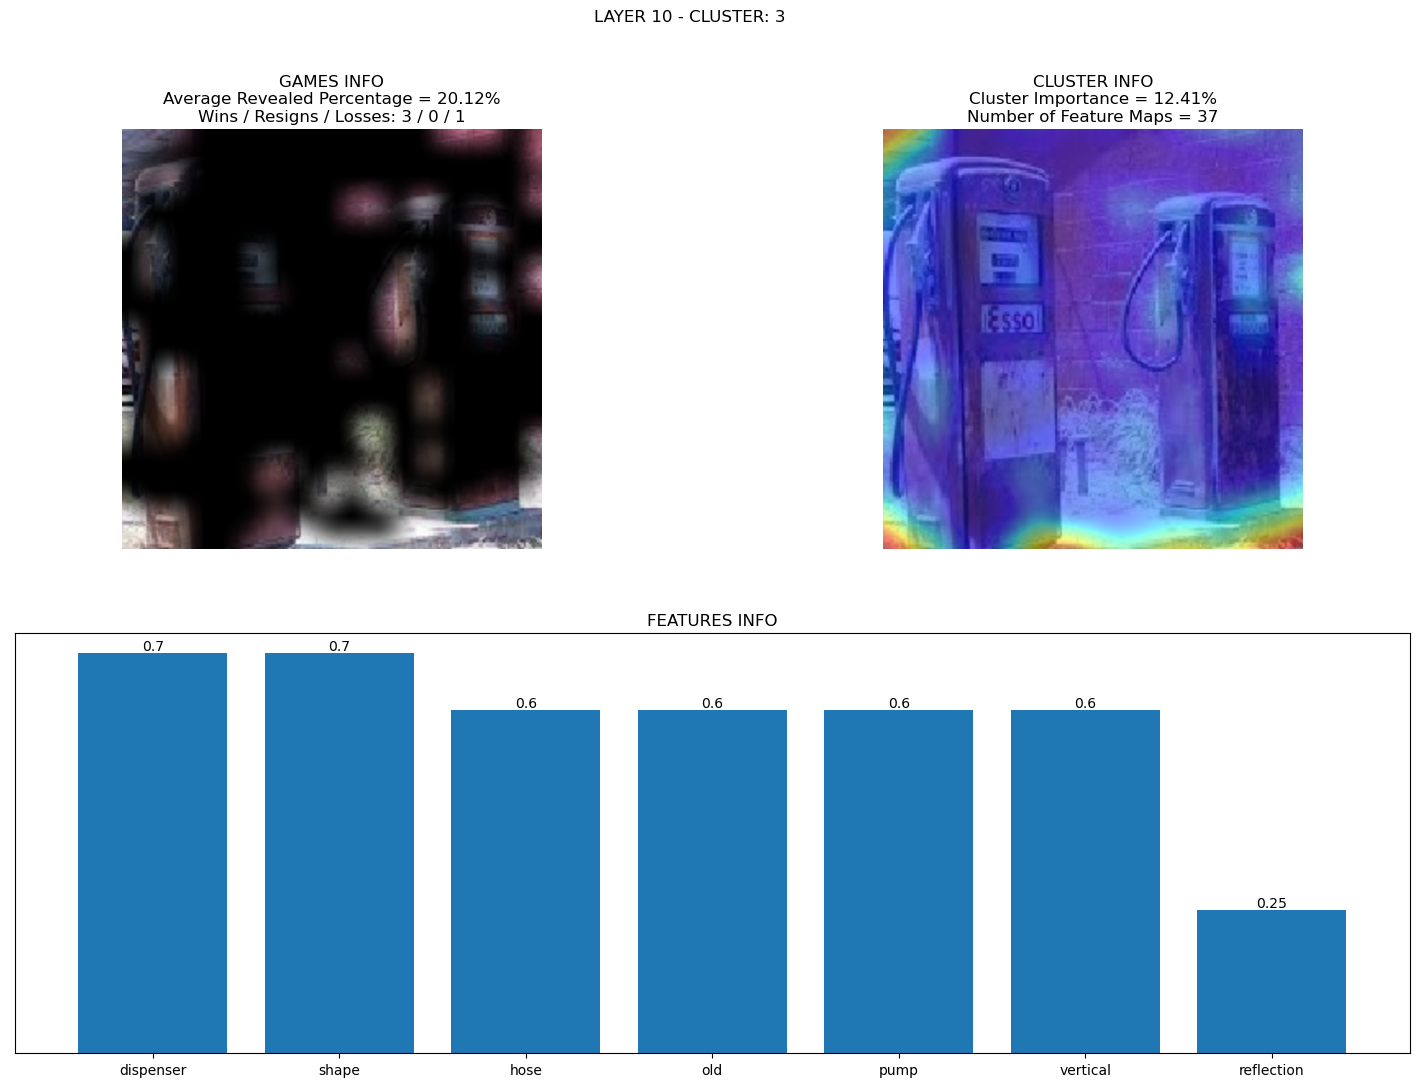 LAYER 10 - CLUSTER: 3
GAMES INFO
Average Revealed Percentage = 20.12%
Wins / Resigns / Losses: 3 / 0 / 1
CLUSTER INFO
Cluster Importance = 12.41%
Number of Feature Maps = 37
ESSO
FEATURES INFO
0.7
0.7
0.6
0.6
0.6
0.6
0.25
dispenser
shape
hose
old
pump
vertical
reflection